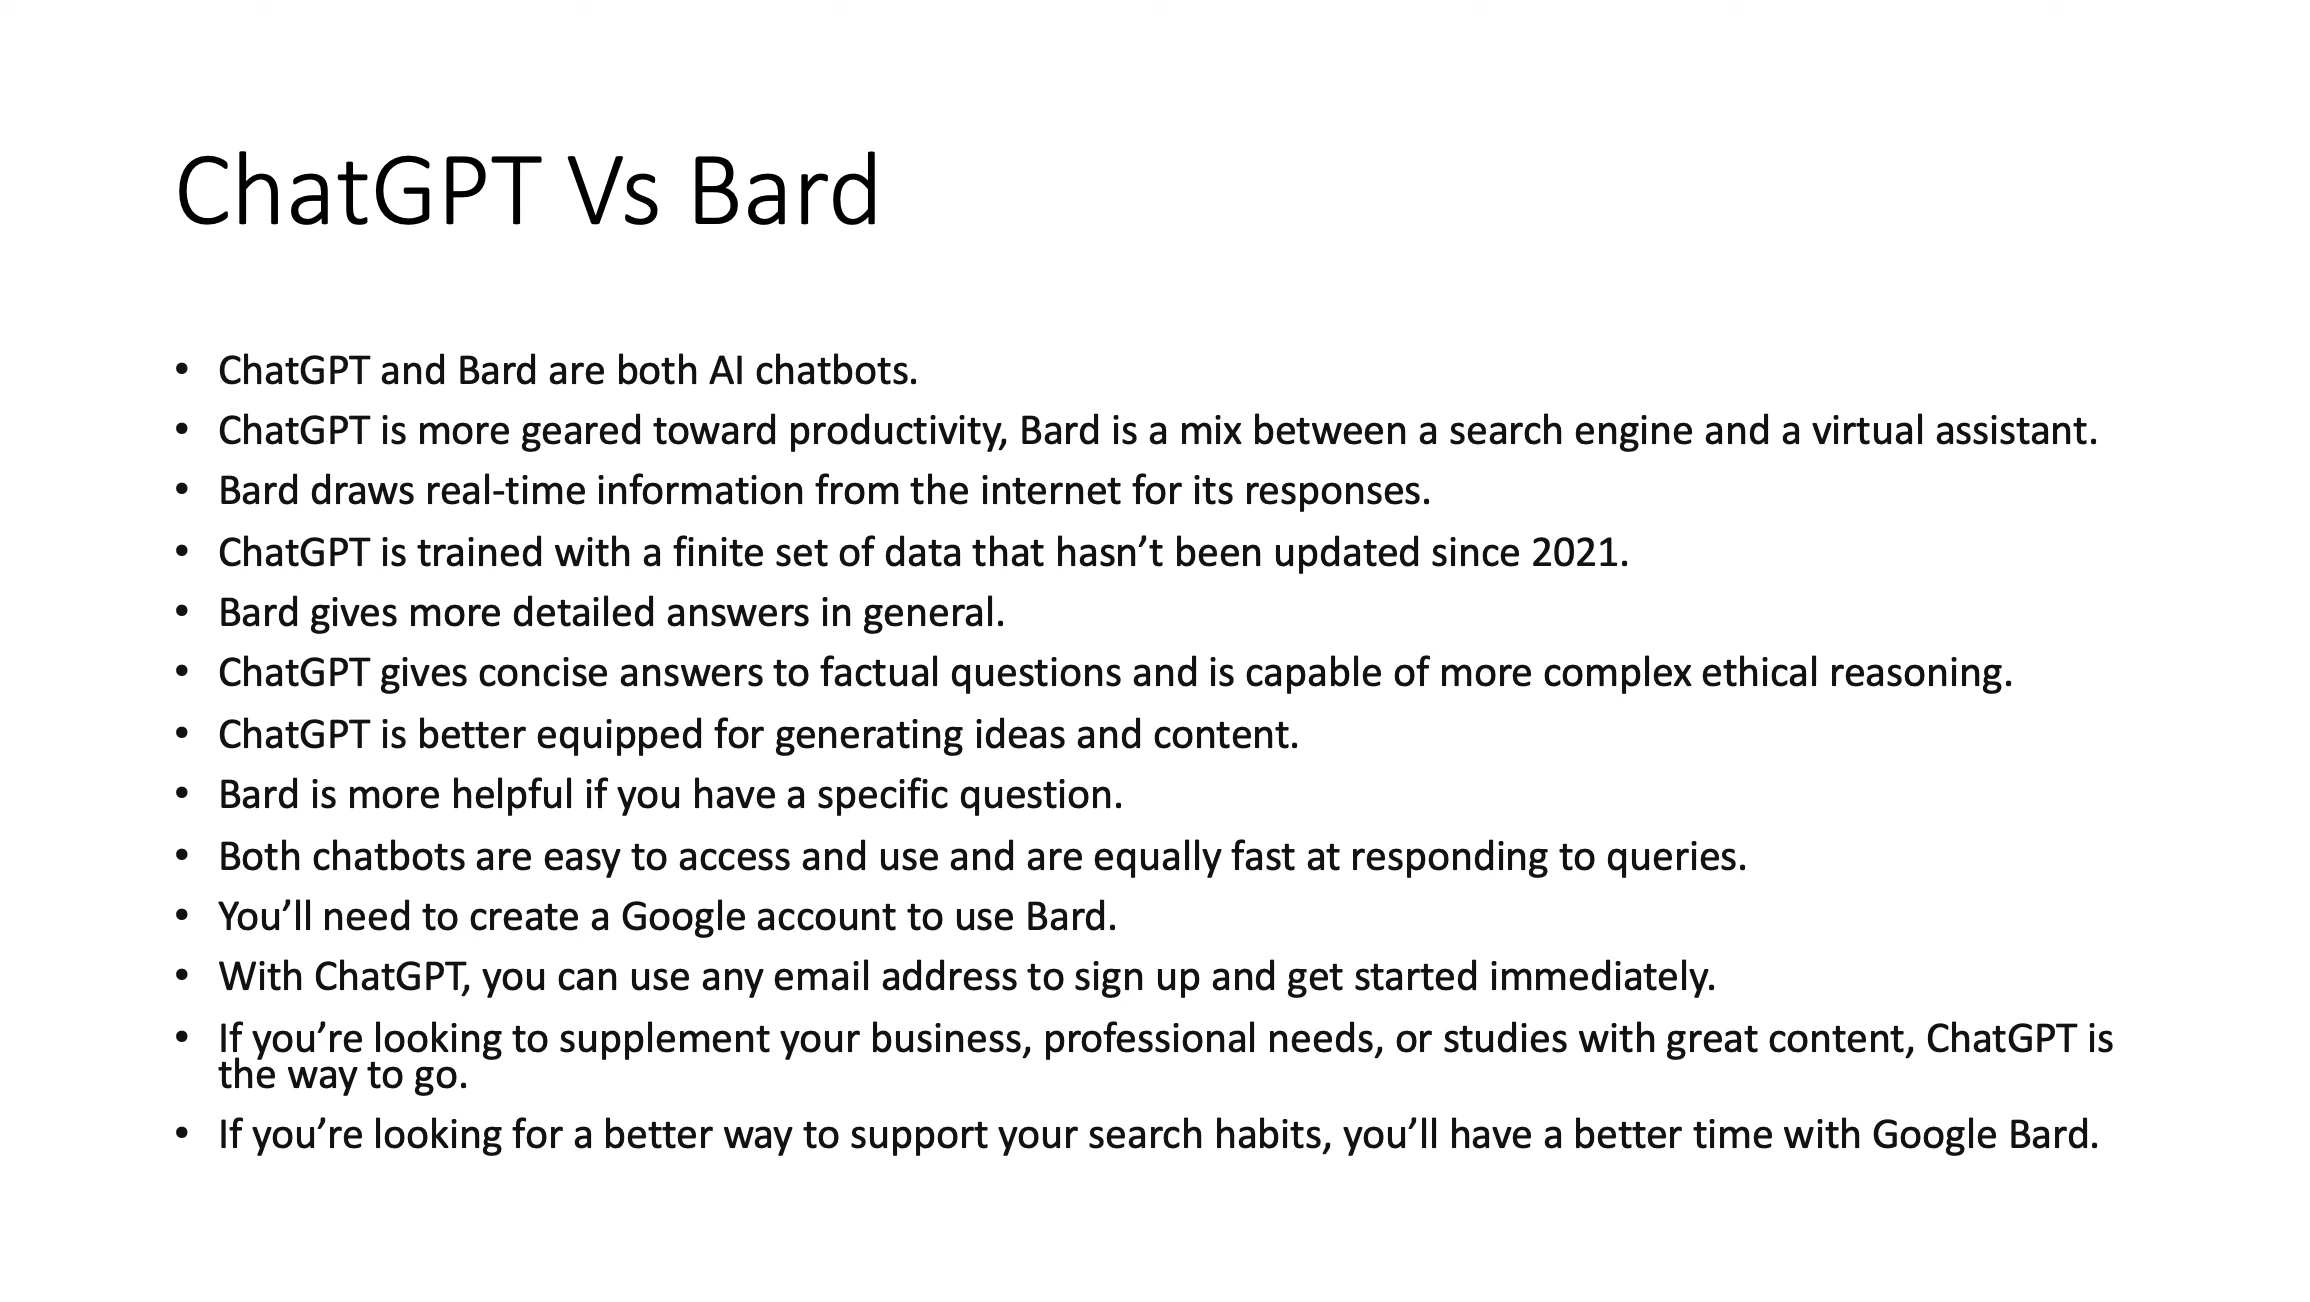 ChatGPT Vs Bard
• ChatGPT and Bard are both AI chatbots.
• ChatGPT is more geared toward productivity, Bard is a mix between a search engine and a virtual assistant.
• Bard draws real-time information from the internet for its responses.
• ChatGPT is trained with a finite set of data that hasn’t been updated since 2021.
• Bard gives more detailed answers in general.
• ChatGPT gives concise answers to factual questions and is capable of more complex ethical reasoning.
• ChatGPT is better equipped for generating ideas and content.
• Bard is more helpful if you have a specific question.
• Both chatbots are easy to access and use and are equally fast at responding to queries.
• You’ll need to create a Google account to use Bard.
• With ChatGPT, you can use any email address to sign up and get started immediately.
• If you’re looking to supplement your business, professional needs, or studies with great content, ChatGPT is
the way to go.
• If you’re looking for a better way to support your search habits, you’ll have a better time with Google Bard.